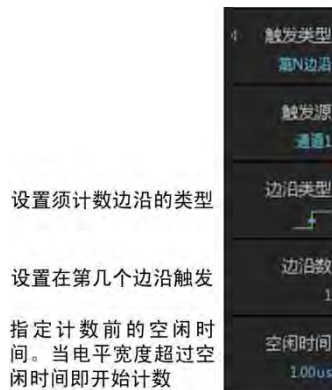 触发类型
第N边沿
触发源
通道1
设置须计数边沿的类型
边沿类型
设置在第几个边沿触发
边沿数
1
指定计数前的空闲时
间。当电平宽度超过空
闲时间即开始计数
空闲时间
1.00us